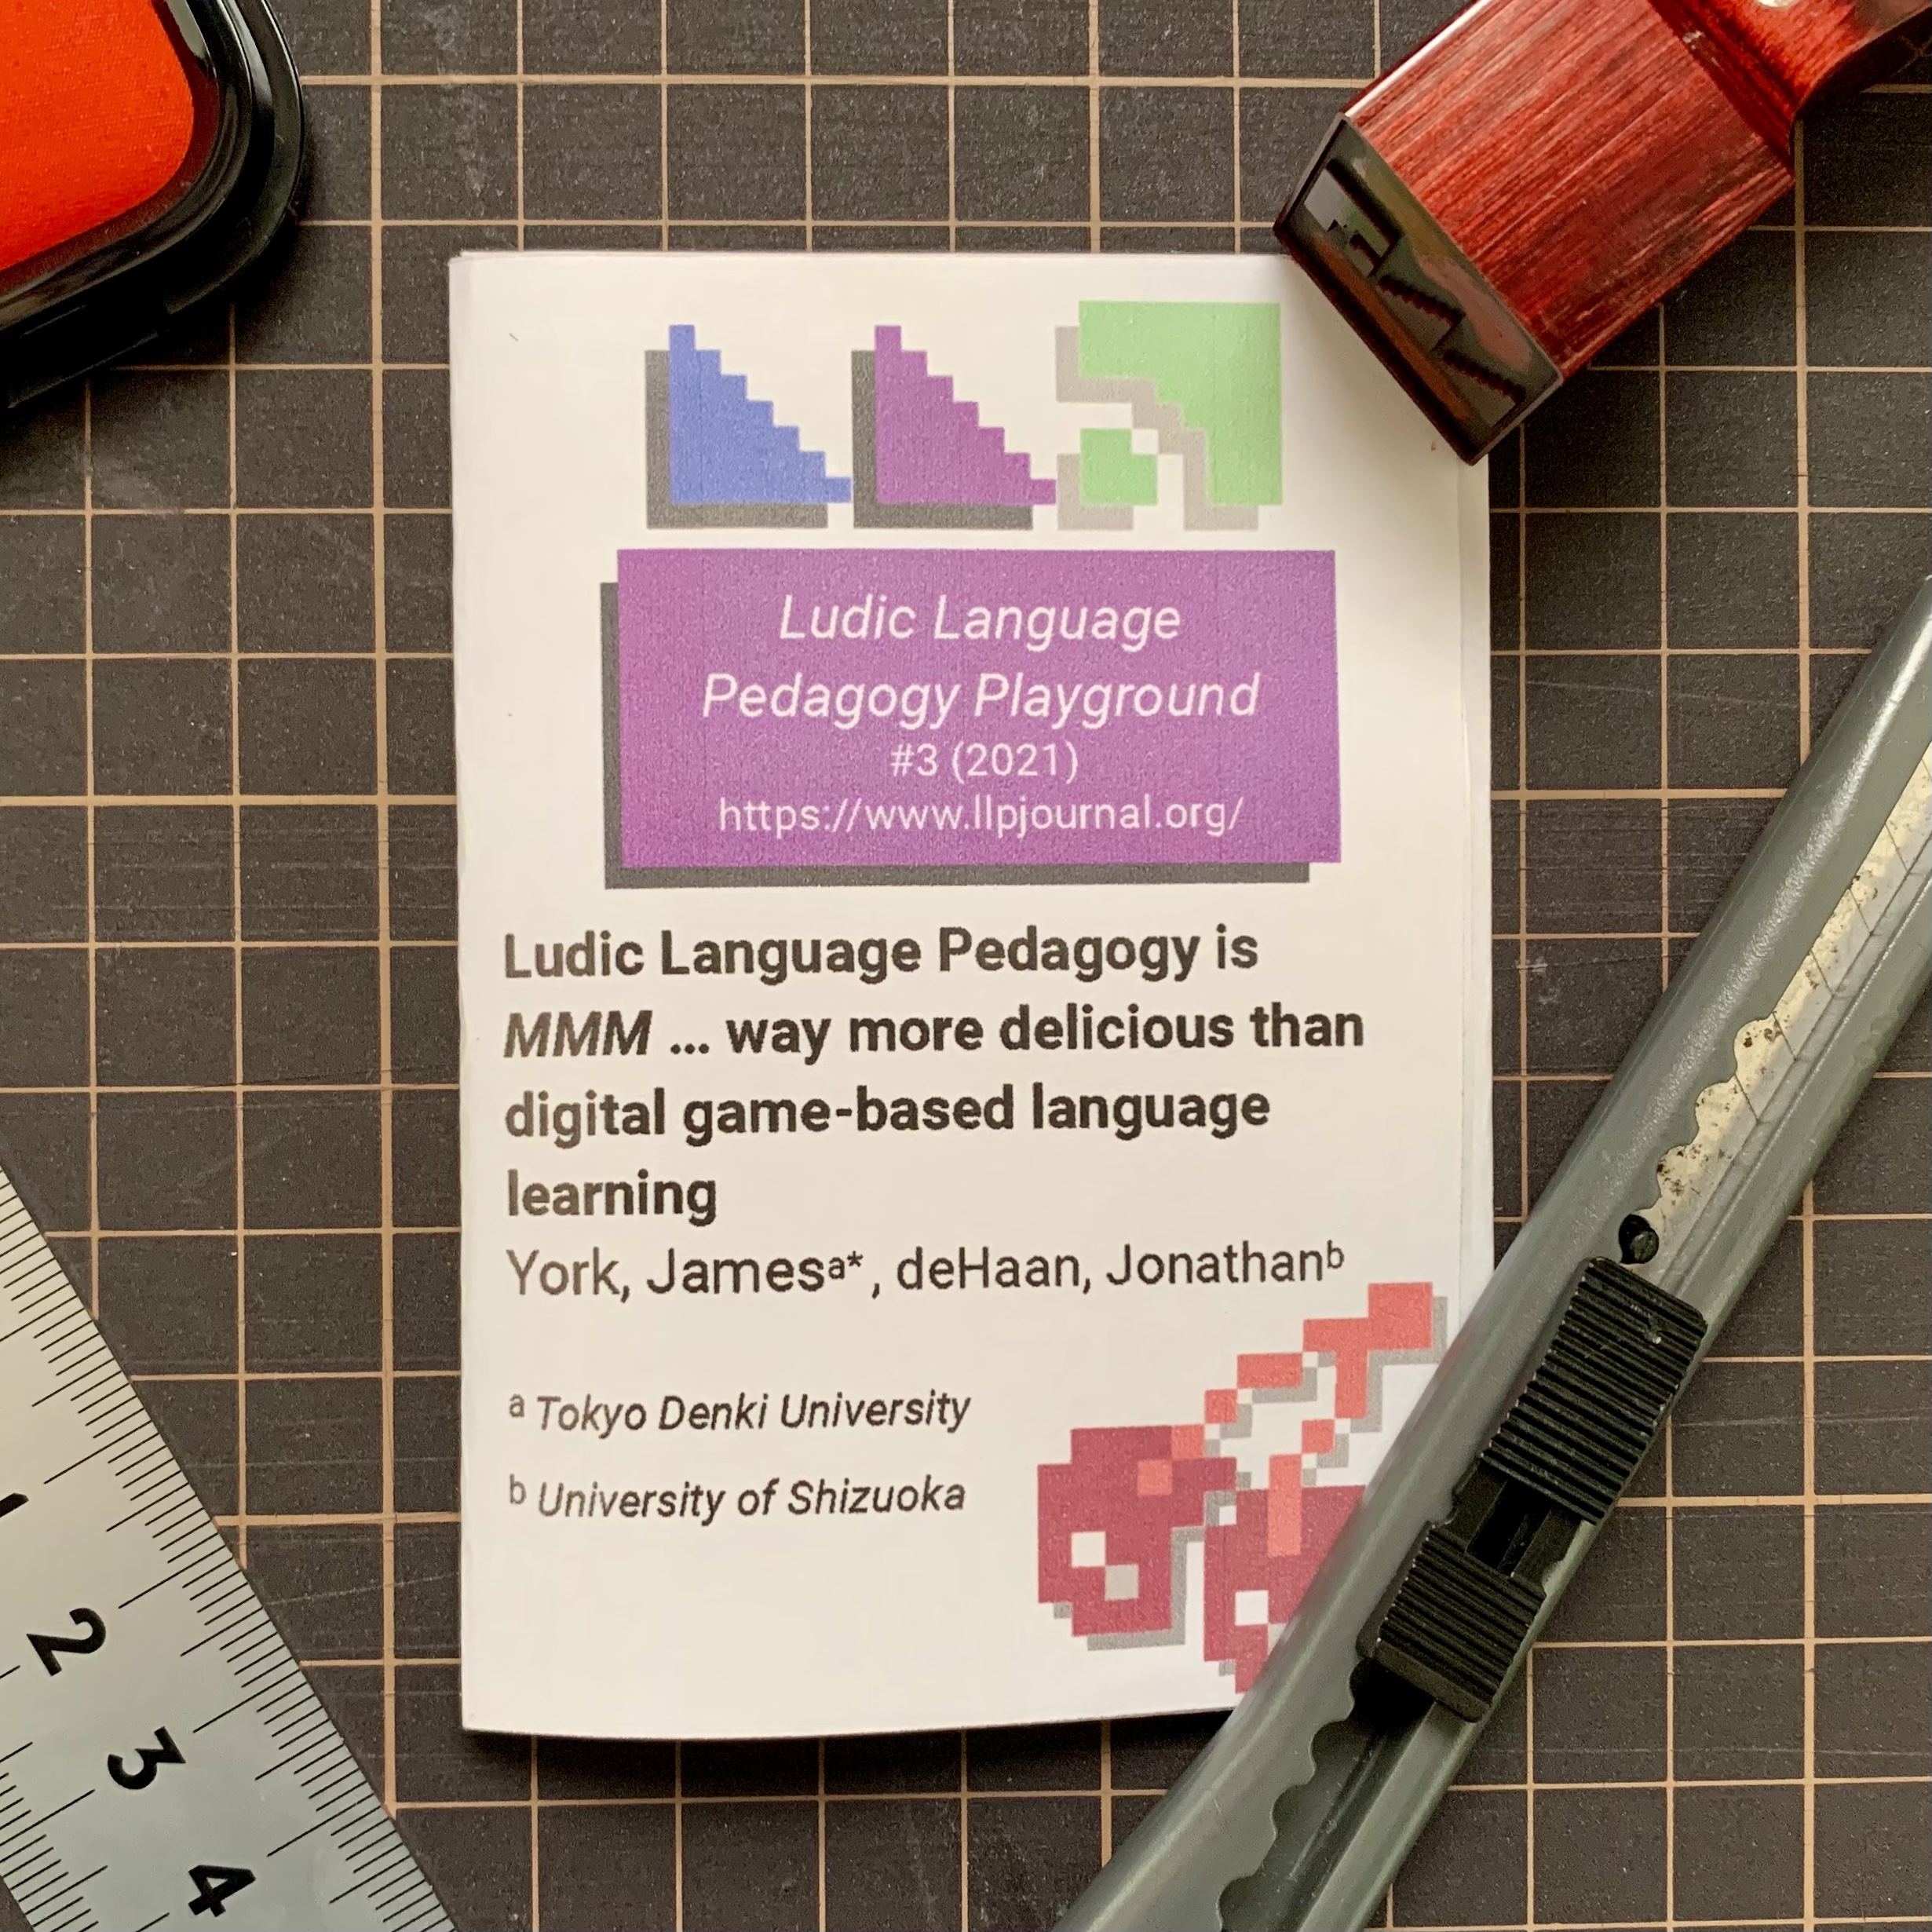 Ludic Language
Pedagogy Playground
#3 (2021)
https://www.llpjournal.org/
Ludic Language Pedagogy is
MMM ... way more delicious than
digital game-based language
learning
York, Jamesᵃ*, deHaan, Jonathanᵇ
ᵃ Tokyo Denki University
ᵇ University of Shizuoka
1
2
3
4